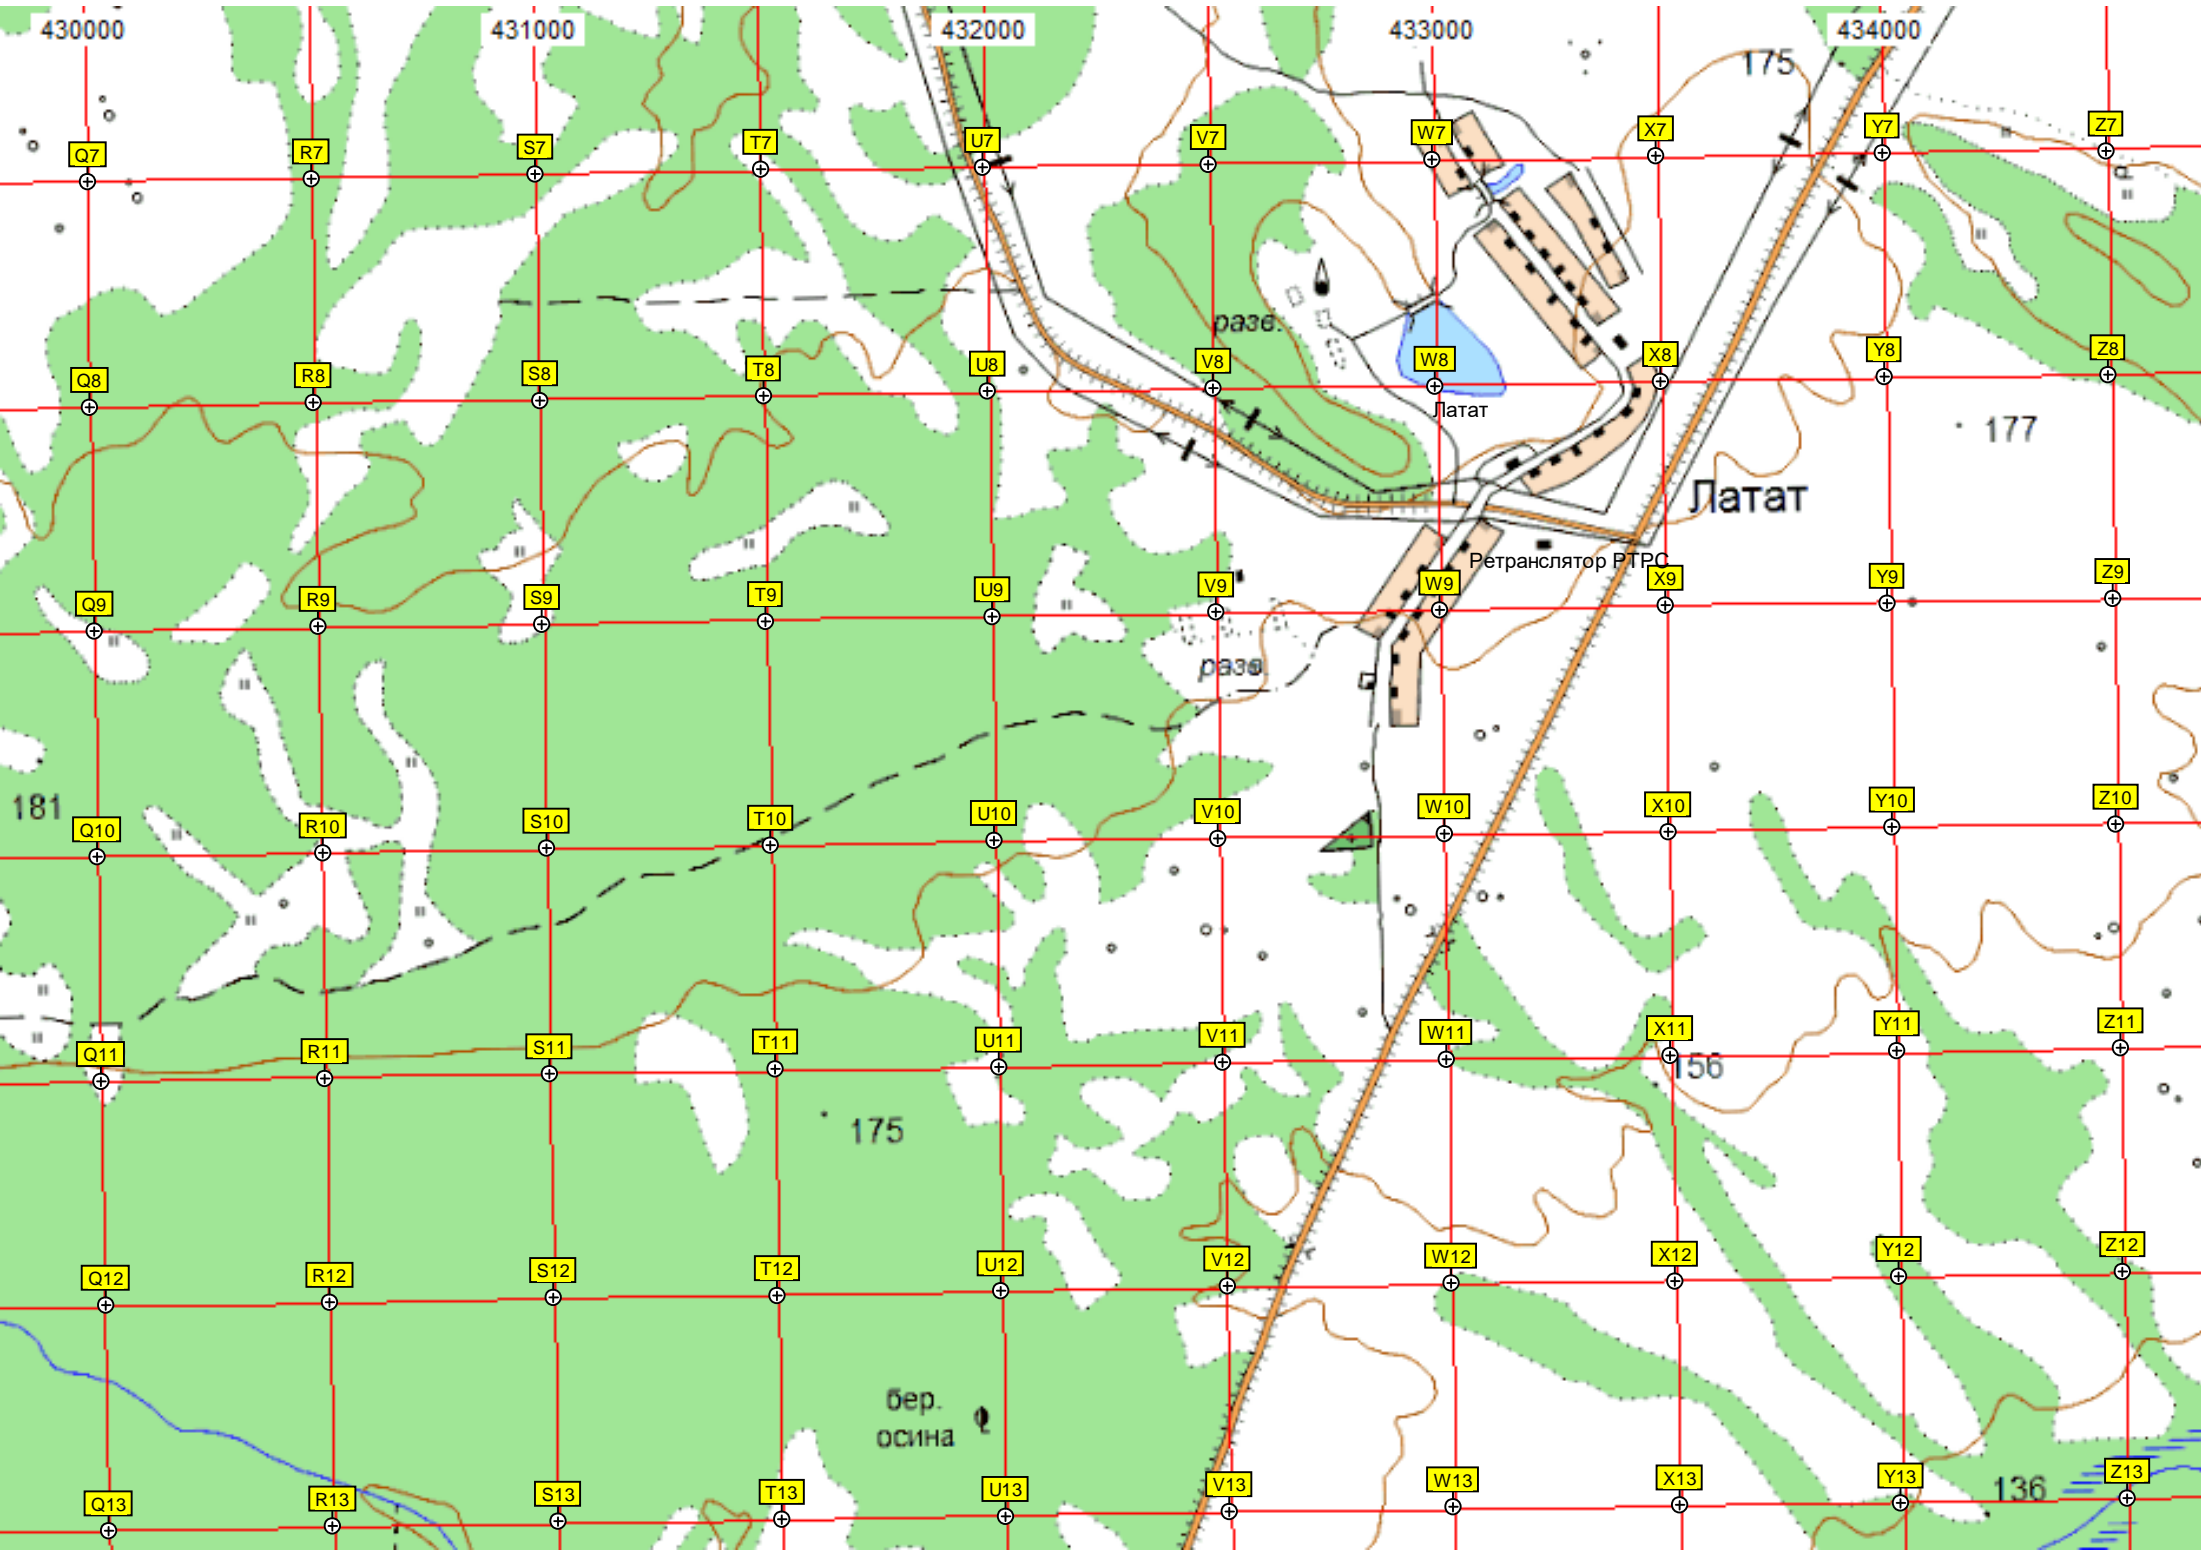 430000 431000 432000 433000 434000
175
Q7 R7 S7 T7 U7 V7 W7 X7 Y7 Z7
разв.
Q8 R8 S8 T8 U8 V8 W8 X8 Y8 Z8
Латат
177
Латат
Ретранслятор РТРС
Q9 R9 S9 T9 U9 V9 W9 X9 Y9 Z9
разв.
181
Q10 R10 S10 T10 U10 V10 W10 X10 Y10 Z10
Q11 R11 S11 T11 U11 V11 W11 X11 Y11 Z11
156
175
Q12 R12 S12 T12 U12 V12 W12 X12 Y12 Z12
бер.
осина
136
Q13 R13 S13 T13 U13 V13 W13 X13 Y13 Z13